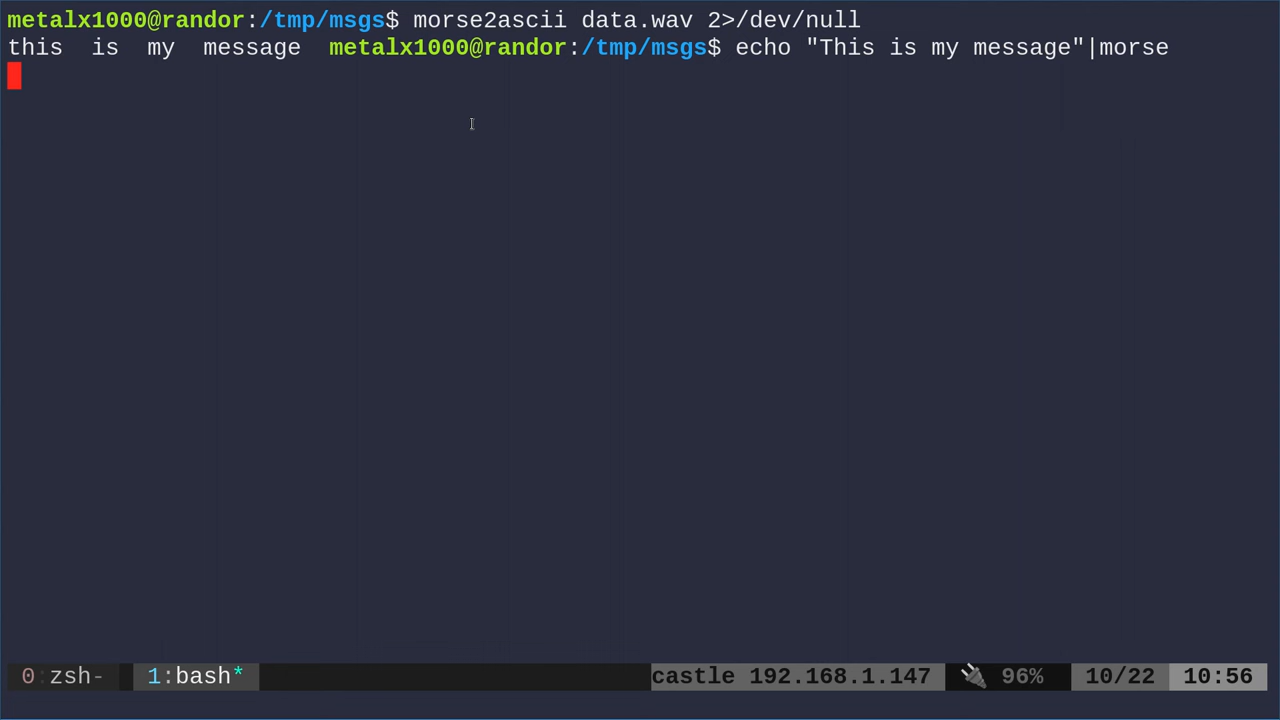 metalx1000@randor:/tmp/msgs$ morse2ascii data.wav 2>/dev/null
this  is  my  message  metalx1000@randor:/tmp/msgs$ echo "This is my message"|morse
0:zsh- 1:bash* castle 192.168.1.147 96% 10/22 10:56